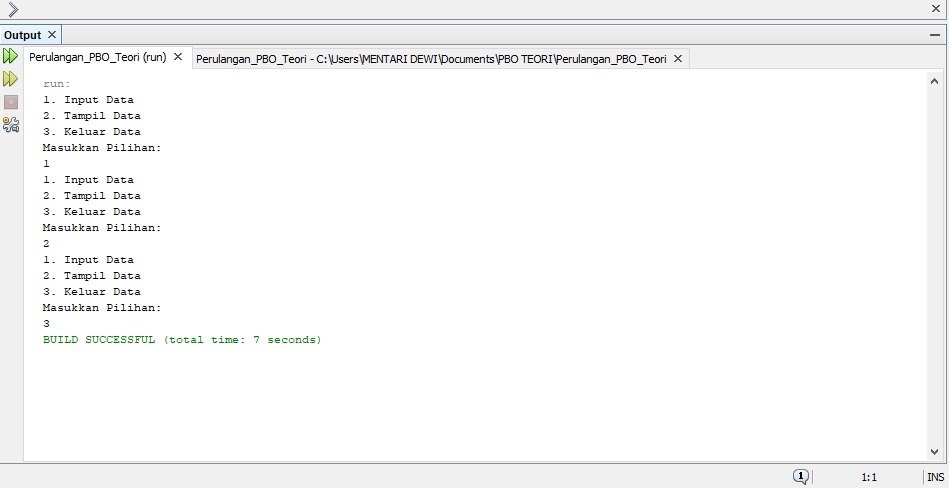 Output
Perulangan_PBO_Teori (run)
Perulangan_PBO_Teori - C:\Users\MENTARI DEWI\Documents\PBO TEORI\Perulangan_PBO_Teori
run:
1. Input Data
2. Tampil Data
3. Keluar Data
Masukkan Pilihan:
1
1. Input Data
2. Tampil Data
3. Keluar Data
Masukkan Pilihan:
2
1. Input Data
2. Tampil Data
3. Keluar Data
Masukkan Pilihan:
3
BUILD SUCCESSFUL (total time: 7 seconds)
1
1:1
INS